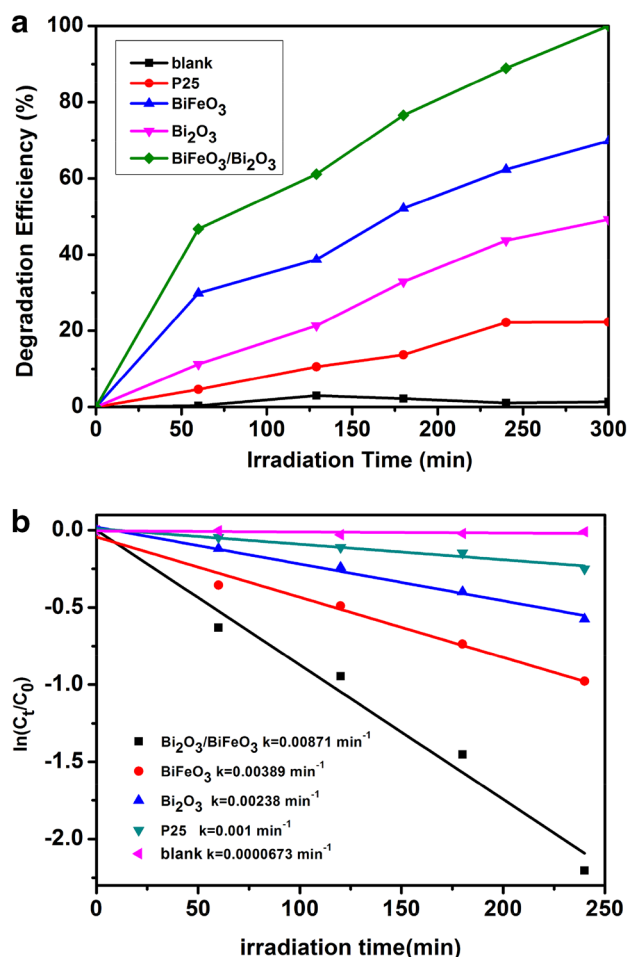 a
100
80
60
40
20
0
Degradation Efficiency (%)
blank
P25
BiFeO3
Bi2O3
BiFeO3/Bi2O3
0 50 100 150 200 250 300
Irradiation Time (min)
b
0.0
-0.5
-1.0
-1.5
-2.0
ln(Ct/C0)
Bi2O3/BiFeO3 k=0.00871 min-1
BiFeO3 k=0.00389 min-1
Bi2O3 k=0.00238 min-1
P25 k=0.001 min-1
blank k=0.0000673 min-1
0 50 100 150 200 250
irradiation time(min)